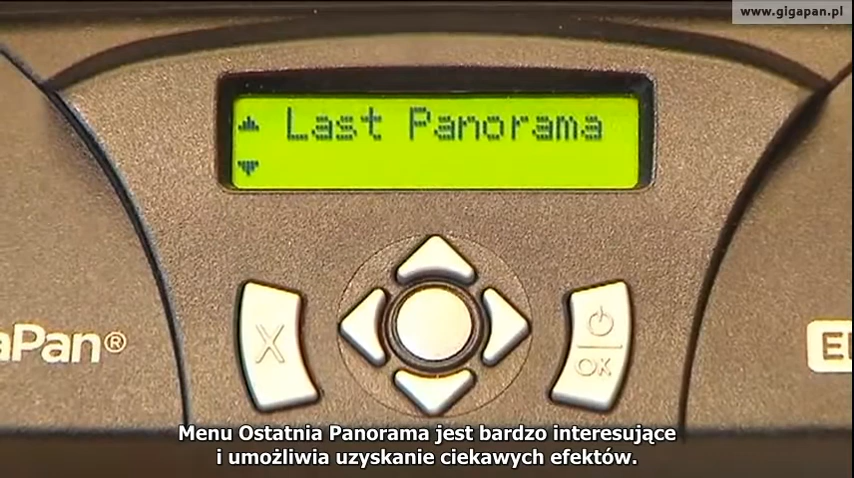 www.gigapan.pl
Last Panorama
aPan®
X
OK
Menu Ostatnia Panorama jest bardzo interesujące
i umożliwia uzyskanie ciekawych efektów.